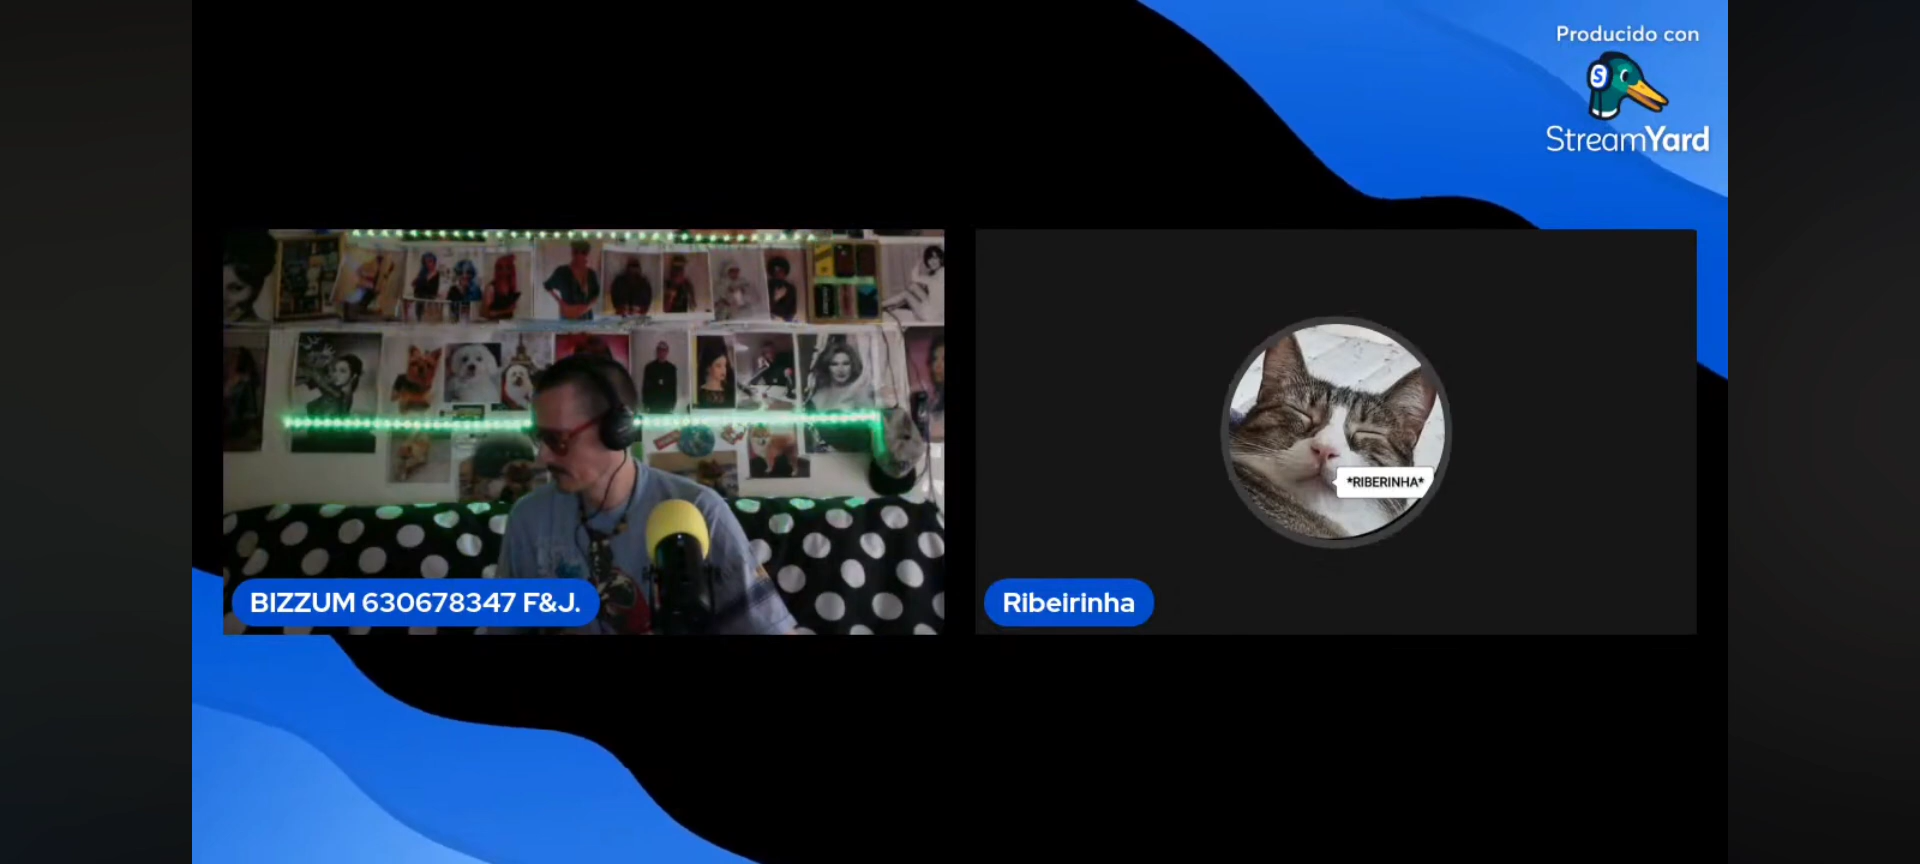 Producido con
StreamYard
*RIBERINHA*
BIZZUM 630678347 F&J.
Ribeirinha